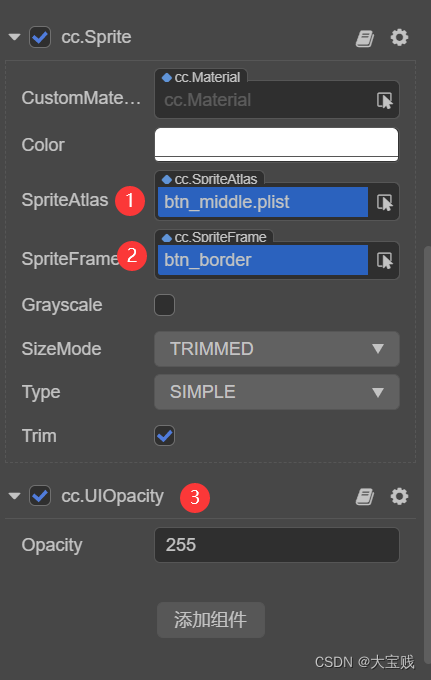 cc.Sprite
cc.Material
CustomMate... cc.Material
Color
cc.SpriteAtlas
SpriteAtlas 1 btn_middle.plist
cc.SpriteFrame
SpriteFrame 2 btn_border
Grayscale
SizeMode TRIMMED
Type SIMPLE
Trim
cc.UIOpacity 3
Opacity 255
添加组件
CSDN @大宝贱